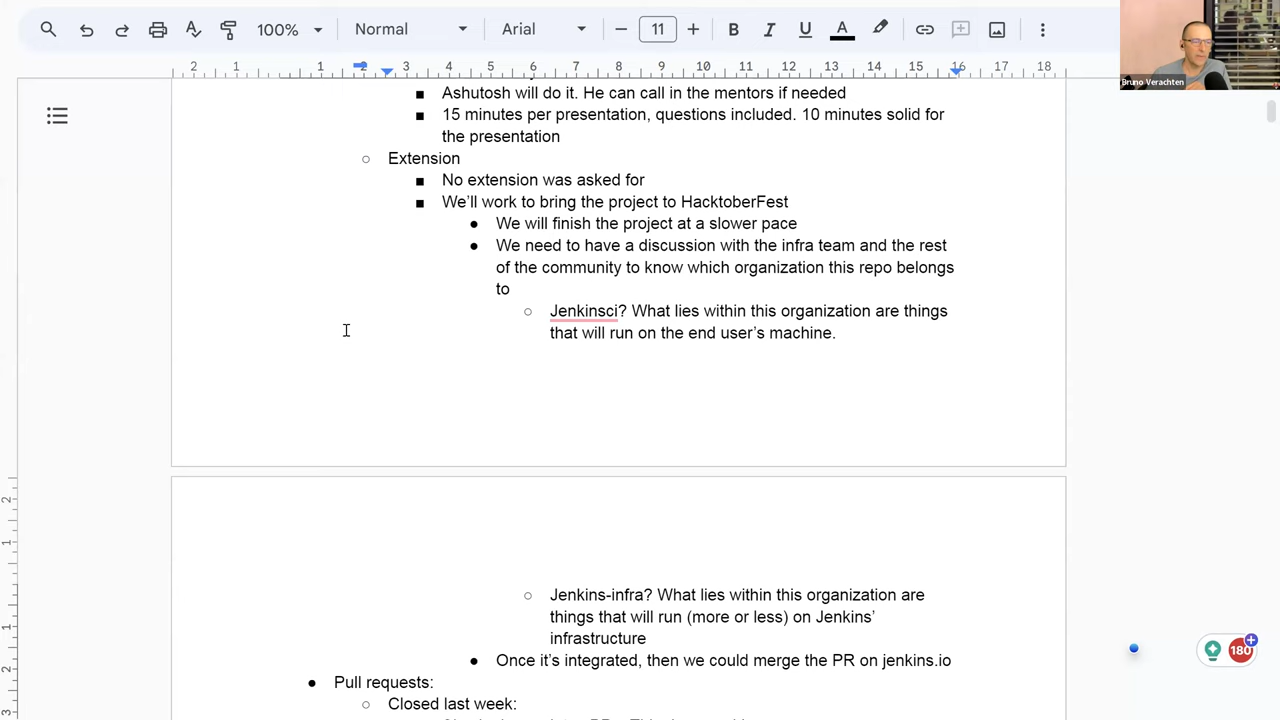 100%
Normal
Arial
11
Bruno Verachten
2 1 1 2 3 4 5 6 7 8 9 10 11 12 13 14 15 16 17 18
Ashutosh will do it. He can call in the mentors if needed
15 minutes per presentation, questions included. 10 minutes solid for
the presentation
Extension
No extension was asked for
We'll work to bring the project to HacktoberFest
We will finish the project at a slower pace
We need to have a discussion with the infra team and the rest
of the community to know which organization this repo belongs
to
Jenkinsci? What lies within this organization are things
that will run on the end user's machine.
2
1
1
2
3
Jenkins-infra? What lies within this organization are
things that will run (more or less) on Jenkins'
infrastructure
Once it's integrated, then we could merge the PR on jenkins.io
180
Pull requests:
Closed last week: